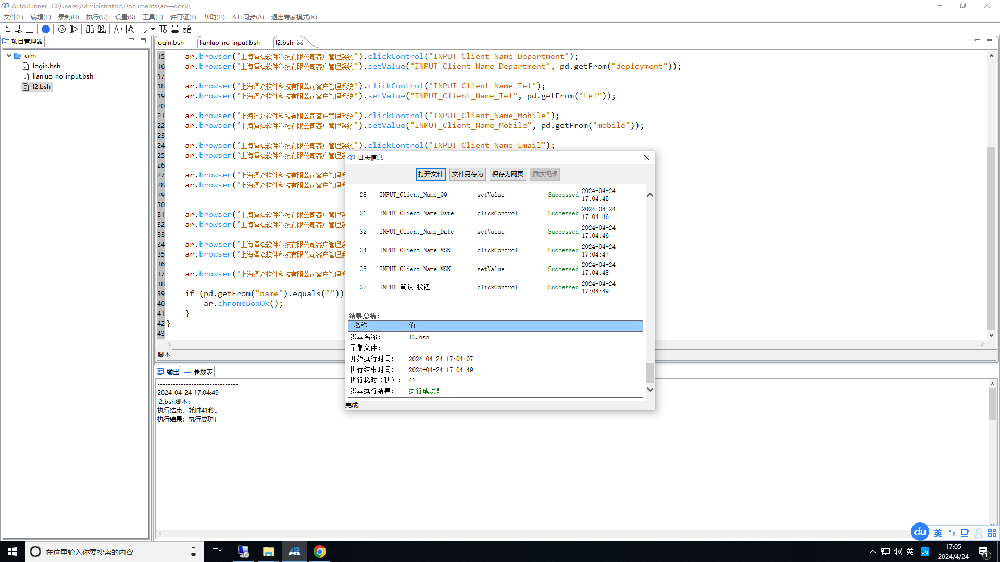 AutoRunner C:\Users\Administrator\Documents\ar—work\
文件(F) 编辑(E) 录制(R) 执行(U) 设置(S) 工具(T) 许可证(L) 帮助(H) ATF同步(A) 退出专家模式(K)
项目管理器
crm
login.bsh
lianluo_no_input.bsh
l2.bsh
login.bsh lianluo_no_input.bsh l2.bsh
15 ar.browser("上海泽众软件科技有限公司客户管理系统").clickControl("INPUT_Client_Name_Department");
16 ar.browser("上海泽众软件科技有限公司客户管理系统").setValue("INPUT_Client_Name_Department", pd.getFrom("deployment"));
17
18 ar.browser("上海泽众软件科技有限公司客户管理系统").clickControl("INPUT_Client_Name_Tel");
19 ar.browser("上海泽众软件科技有限公司客户管理系统").setValue("INPUT_Client_Name_Tel", pd.getFrom("tel"));
20
21 ar.browser("上海泽众软件科技有限公司客户管理系统").clickControl("INPUT_Client_Name_Mobile");
22 ar.browser("上海泽众软件科技有限公司客户管理系统").setValue("INPUT_Client_Name_Mobile", pd.getFrom("mobile"));
23
24 ar.browser("上海泽众软件科技有限公司客户管理系统").clickControl("INPUT_Client_Name_Email");
25 ar.browser("上海泽众软件科技有限公司客户管理系
26
27 ar.browser("上海泽众软件科技有限公司客户管理系
28 ar.browser("上海泽众软件科技有限公司客户管理系
29
30
31 ar.browser("上海泽众软件科技有限公司客户管理系
32 ar.browser("上海泽众软件科技有限公司客户管理系
33
34 ar.browser("上海泽众软件科技有限公司客户管理系
35 ar.browser("上海泽众软件科技有限公司客户管理系
36
37 ar.browser("上海泽众软件科技有限公司客户管理系
38
39 if (pd.getFrom("name").equals(""))
40 ar.chromeBoxOk();
41 }
42 }
43
脚本
日志信息
打开文件 文件另存为 保存为网页 播放视频
28 INPUT_Client_Name_QQ setValue Successed 2024-04-24 17:04:45
31 INPUT_Client_Name_Date clickControl Successed 2024-04-24 17:04:46
32 INPUT_Client_Name_Date setValue Successed 2024-04-24 17:04:46
34 INPUT_Client_Name_MSN clickControl Successed 2024-04-24 17:04:47
35 INPUT_Client_Name_MSN setValue Successed 2024-04-24 17:04:48
37 INPUT_确认_按钮 clickControl Successed 2024-04-24 17:04:49
结果总结:
名称 值
脚本名称: l2.bsh
录像文件:
开始执行时间: 2024-04-24 17:04:07
执行结束时间: 2024-04-24 17:04:49
执行耗时（秒）: 41
脚本执行结果: 执行成功!
完成
输出 参数表
-------------------------------
2024-04-24 17:04:49
l2.bsh脚本:
执行结束，耗时41秒。
执行结果：执行成功!
du 英
在这里输入你要搜索的内容
英 du
17:05
2024/4/24
1